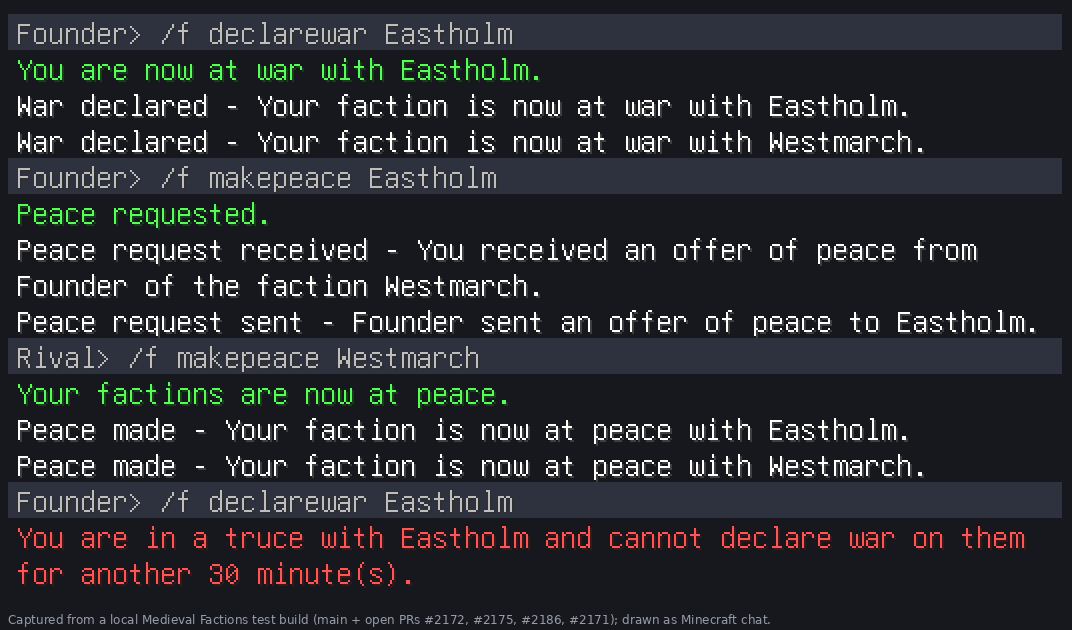 Founder> /f declarewar Eastholm
You are now at war with Eastholm.
War declared - Your faction is now at war with Eastholm.
War declared - Your faction is now at war with Westmarch.
Founder> /f makepeace Eastholm
Peace requested.
Peace request received - You received an offer of peace from
Founder of the faction Westmarch.
Peace request sent - Founder sent an offer of peace to Eastholm.
Rival> /f makepeace Westmarch
Your factions are now at peace.
Peace made - Your faction is now at peace with Eastholm.
Peace made - Your faction is now at peace with Westmarch.
Founder> /f declarewar Eastholm
You are in a truce with Eastholm and cannot declare war on them
for another 30 minute(s).
Captured from a local Medieval Factions test build (main + open PRs #2172, #2175, #2186, #2171); drawn as Minecraft chat.